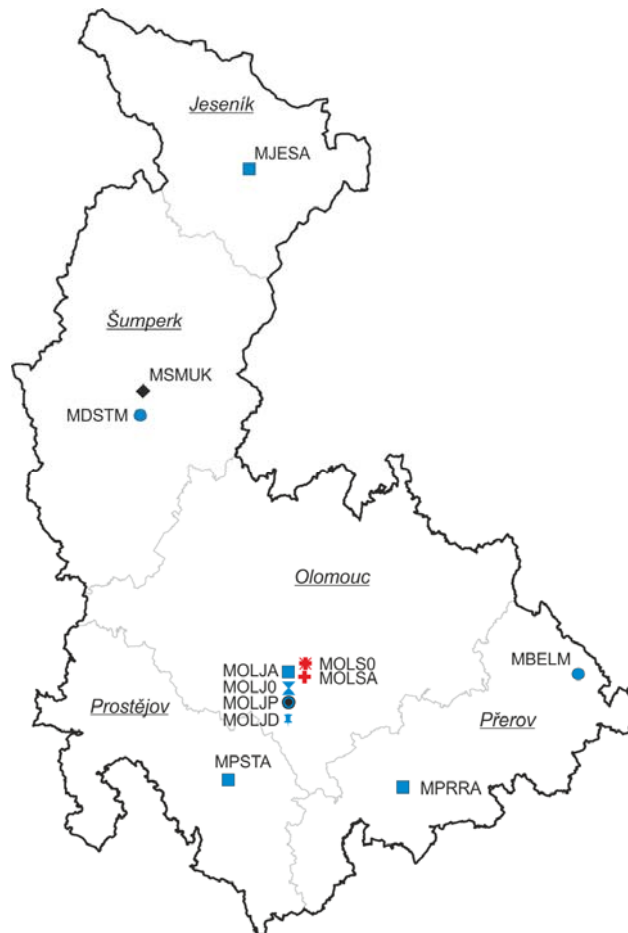 Jeseník
MJESA
Šumperk
MSMUK
MDSTM
Olomouc
MOLJA
MOLS0
MOLJ0
MOLSA
MOLJP
MOLJD
MBELM
Prostějov
Přerov
MPSTA
MPRRA